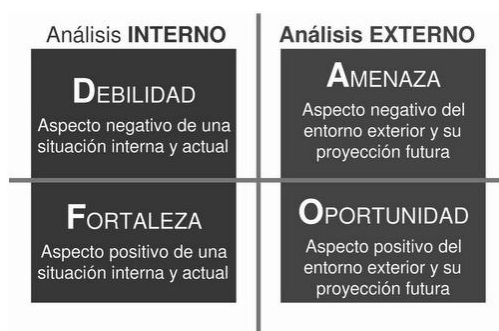 Análisis INTERNO
Análisis EXTERNO
DEBILIDAD
Aspecto negativo de una
situación interna y actual
AMENAZA
Aspecto negativo del
entorno exterior y su
proyección futura
FORTALEZA
Aspecto positivo de una
situación interna y actual
OPORTUNIDAD
Aspecto positivo del
entorno exterior y su
proyección futura